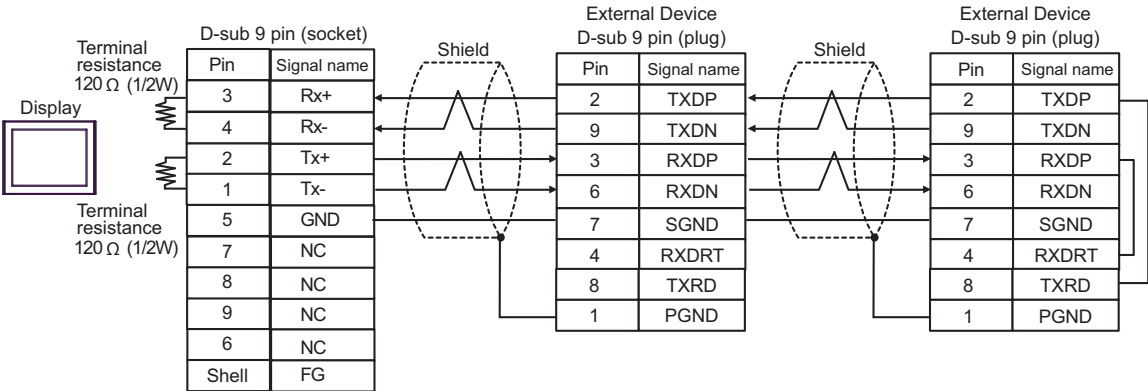 External Device
External Device
D-sub 9 pin (socket)
D-sub 9 pin (plug)
D-sub 9 pin (plug)
Terminal
resistance
120 Ω (1/2W)
Shield
Shield
Display
Pin Signal name
3 Rx+
4 Rx-
2 Tx+
1 Tx-
5 GND
7 NC
8 NC
9 NC
6 NC
Shell FG
Terminal
resistance
120 Ω (1/2W)
Pin Signal name
2 TXDP
9 TXDN
3 RXDP
6 RXDN
7 SGND
4 RXDRT
8 TXRD
1 PGND
Pin Signal name
2 TXDP
9 TXDN
3 RXDP
6 RXDN
7 SGND
4 RXDRT
8 TXRD
1 PGND